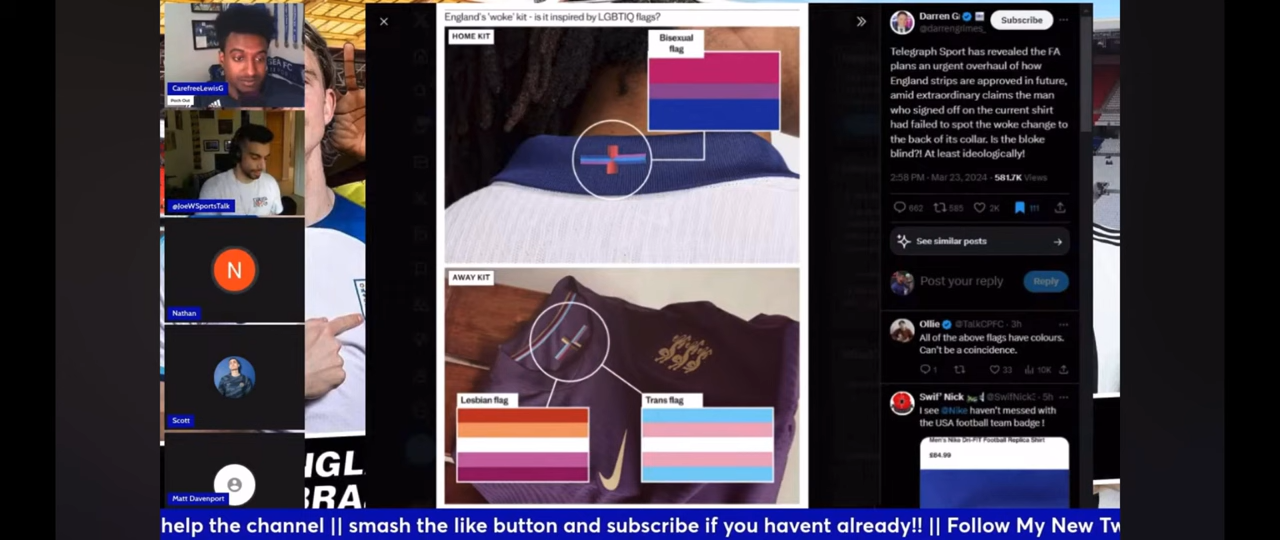 England's 'woke' kit - is it inspired by LGBTIQ flags?
HOME KIT
Bisexual
flag
AWAY KIT
Lesbian flag
Trans flag
CarefreeLewisG
@JoeWSportsTalk
N
Nathan
Scott
Matt Davenport
Darren
@darrengrimes_
Subscribe
Telegraph Sport has revealed the FA
plans an urgent overhaul of how
England strips are approved in future,
amid extraordinary claims the man
who signed off on the current shirt
had failed to spot the woke change to
the back of its collar. Is the bloke
blind?! At least ideologically!
2:58 PM · Mar 23, 2024 · 581.7K Views
662 585 2K 111
See similar posts
Post your reply
Reply
Ollie @TalkCPFC · 3h
All of the above flags have colours.
Can't be a coincidence.
1 33 10K
Swif' Nick · 5h
I see @Nike haven't messed with
the USA football team badge !
Men's Nike Dri-FIT Football Replica Shirt
$84.99
help the channel || smash the like button and subscribe if you havent already!! || Follow My New Tw